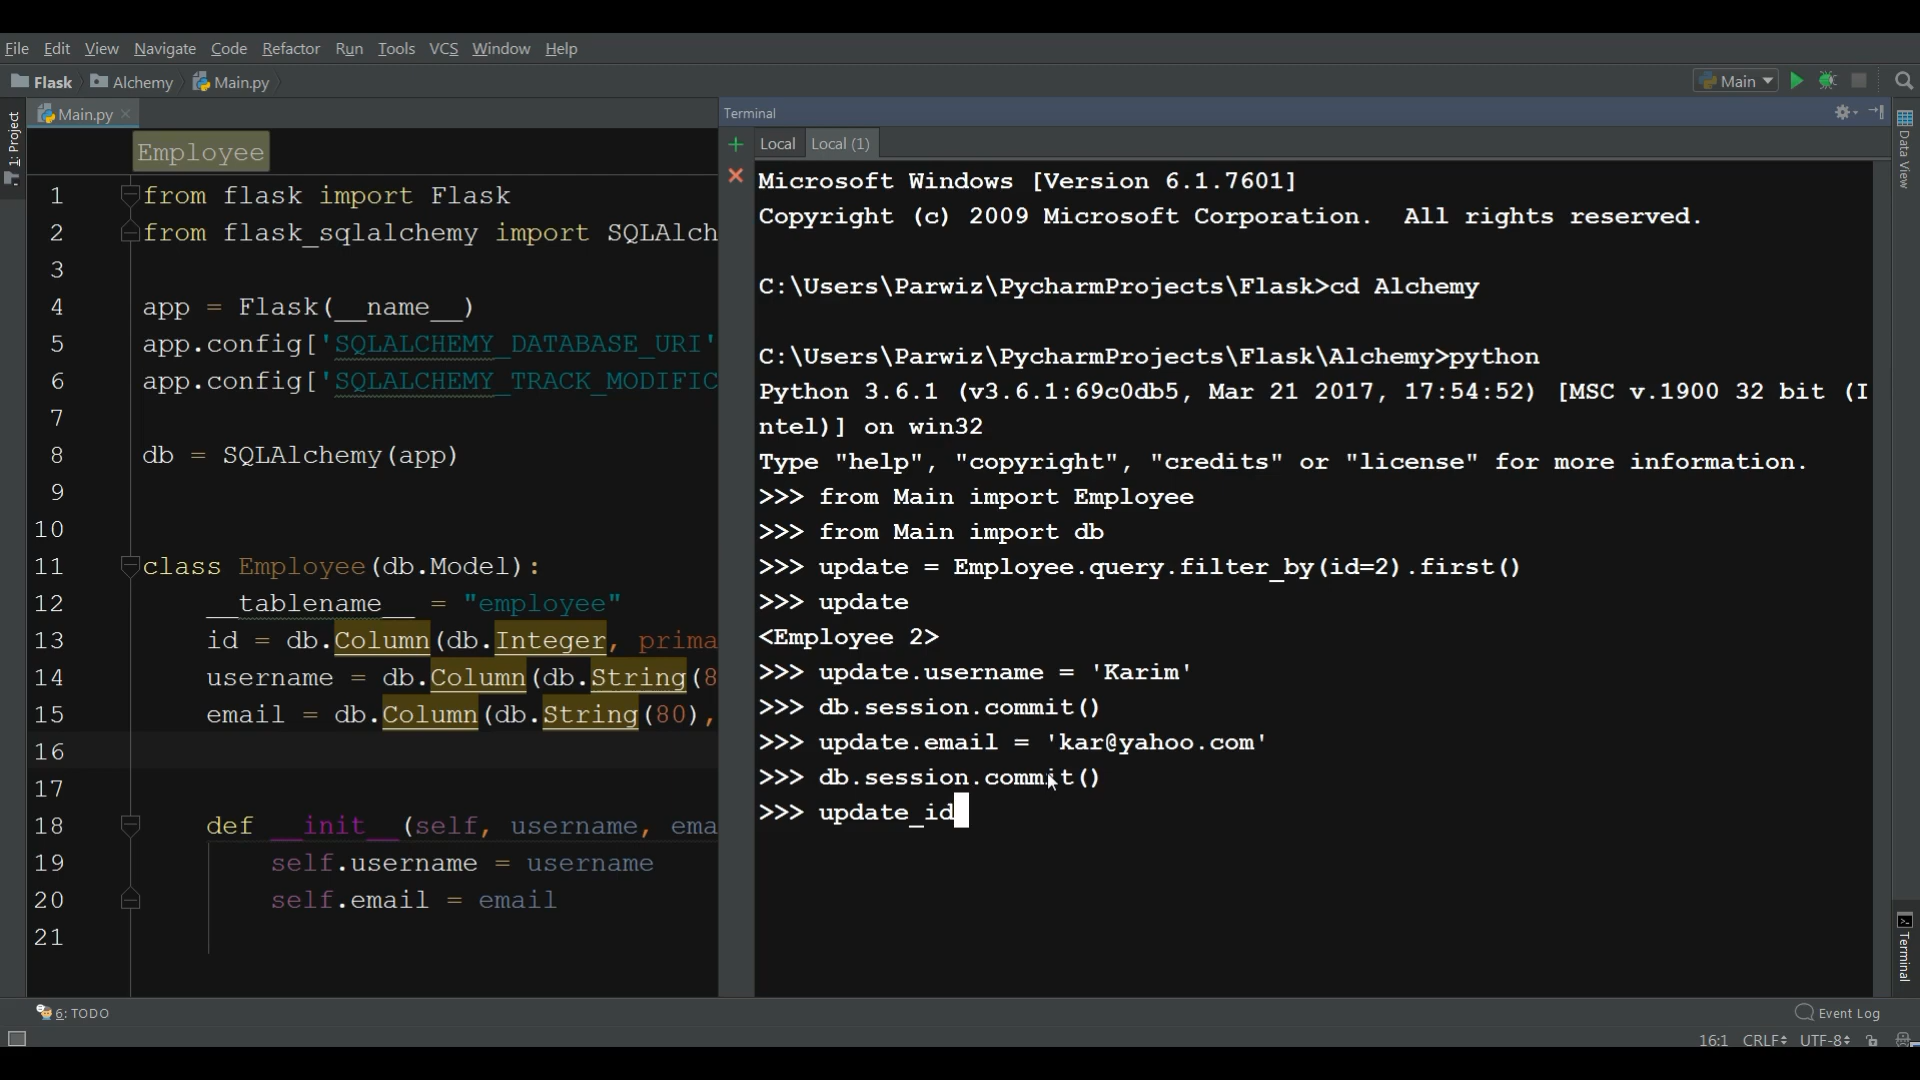 File Edit View Navigate Code Refactor Run Tools VCS Window Help
Flask Alchemy Main.py Main
1: Project
Main.py
Employee
1 from flask import Flask
2 from flask_sqlalchemy import SQLAlch
3
4 app = Flask(__name__)
5 app.config['SQLALCHEMY_DATABASE_URI'
6 app.config['SQLALCHEMY_TRACK_MODIFIC
7
8 db = SQLAlchemy(app)
9
10
11 class Employee(db.Model):
12 __tablename__ = "employee"
13 id = db.Column(db.Integer, prima
14 username = db.Column(db.String(8
15 email = db.Column(db.String(80),
16
17
18 def __init__(self, username, ema
19 self.username = username
20 self.email = email
21
Terminal
Local Local (1)
Microsoft Windows [Version 6.1.7601]
Copyright (c) 2009 Microsoft Corporation. All rights reserved.
C:\Users\Parwiz\PycharmProjects\Flask>cd Alchemy
C:\Users\Parwiz\PycharmProjects\Flask\Alchemy>python
Python 3.6.1 (v3.6.1:69c0db5, Mar 21 2017, 17:54:52) [MSC v.1900 32 bit (I
ntel)] on win32
Type "help", "copyright", "credits" or "license" for more information.
>>> from Main import Employee
>>> from Main import db
>>> update = Employee.query.filter_by(id=2).first()
>>> update
<Employee 2>
>>> update.username = 'Karim'
>>> db.session.commit()
>>> update.email = 'kar@yahoo.com'
>>> db.session.commit()
>>> update_id
Data View
Terminal
6: TODO Event Log
16:1 CRLF UTF-8